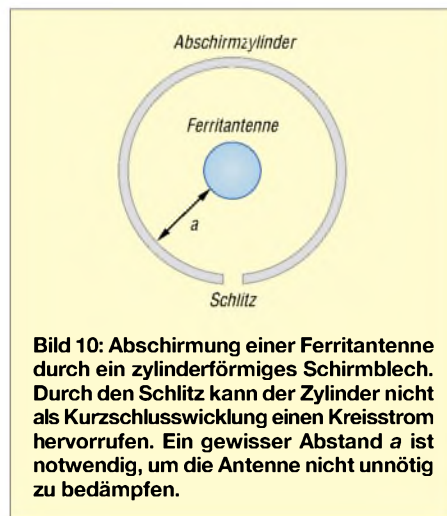 Abschirmzylinder
Ferritantenne
a
Schlitz
Bild 10: Abschirmung einer Ferritantenne
durch ein zylinderförmiges Schirmblech.
Durch den Schlitz kann der Zylinder nicht
als Kurzschlusswicklung einen Kreisstrom
hervorrufen. Ein gewisser Abstand a ist
notwendig, um die Antenne nicht unnötig
zu bedämpfen.